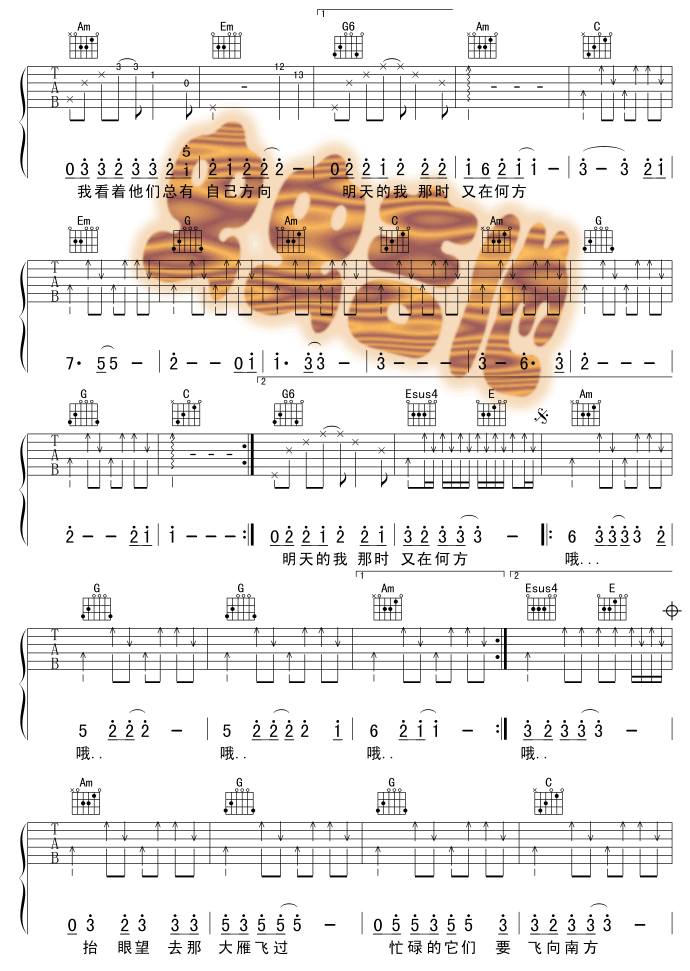 1
Am Em G6 Am C
T A B 3 3 1 0 12 13
0 3 3 2 3 3 2 i 5 | 2 i 2 2 2 — | 0 2 2 i 2 2 2 | i 6 2 i i — | 3 — 3 2 i
我看着他们总有 自己方向 明天的我 那时 又在何方
Em G Am C Am G
T A B
7· 5 5 — | 2 — — 0 i | i· 3 3 — | 3 — — — | 3 — 6· 3 | 2 — — —
2
G C G6 Esus4 E Am
T A B
2 — — 2 i | i — — — :| 0 2 2 i 2 2 i | 3 2 3 3 3 — |: 6 3 3 3 3 2
明天的我 那时 又在何方 哦...
1 2
G G Am Esus4 E
T A B
5 2 2 2 — | 5 2 2 2 2 i | 6 2 i i — :| 3 2 3 3 3 —
哦.. 哦.. 哦.. 哦..
Am G G C
T A B
0 3 2 3 3 3 | 5 5 5 5 5 — | 0 5 5 5 5 5 3 | 3 2 3 3 3 —
抬 眼望 去那 大雁飞过 忙碌的它们 要 飞向南方